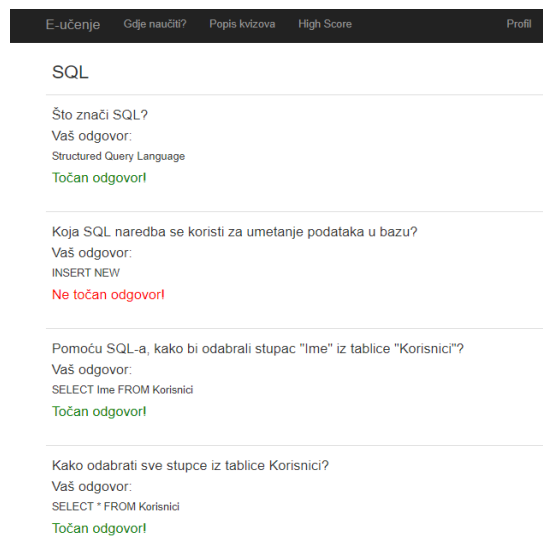 E-učenje Gdje naučiti? Popis kvizova High Score Profil
SQL
Što znači SQL?
Vaš odgovor:
Structured Query Language
Točan odgovor!
Koja SQL naredba se koristi za umetanje podataka u bazu?
Vaš odgovor:
INSERT NEW
Ne točan odgovor!
Pomoću SQL-a, kako bi odabrali stupac "Ime" iz tablice "Korisnici"?
Vaš odgovor:
SELECT Ime FROM Korisnici
Točan odgovor!
Kako odabrati sve stupce iz tablice Korisnici?
Vaš odgovor:
SELECT * FROM Korisnici
Točan odgovor!